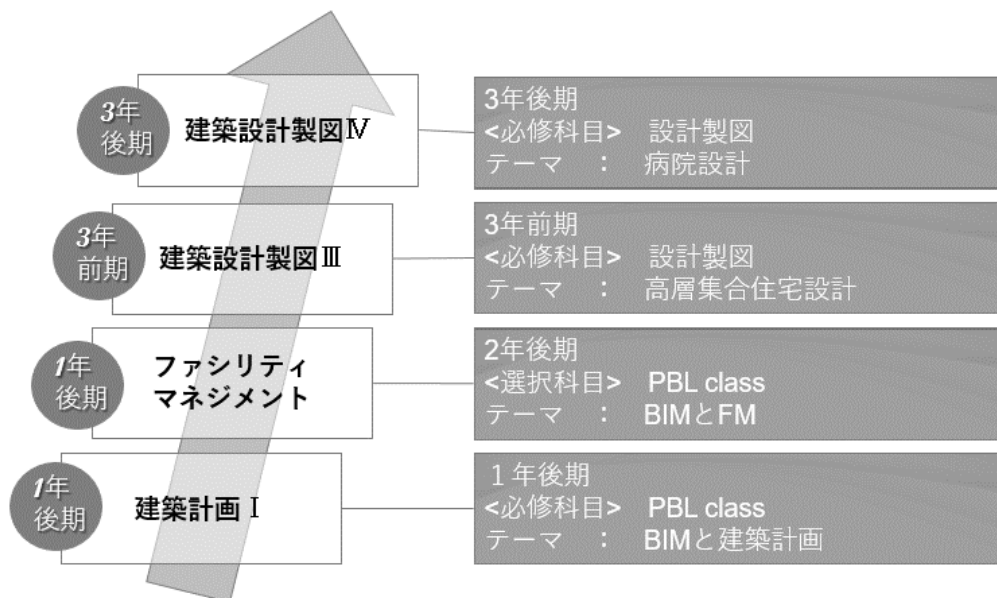 3年
後期
建築設計製図Ⅳ
3年後期
<必修科目> 設計製図
テーマ : 病院設計
3年
前期
建築設計製図Ⅲ
3年前期
<必修科目> 設計製図
テーマ : 高層集合住宅設計
1年
後期
ファシリティ
マネジメント
2年後期
<選択科目> PBL class
テーマ : BIMとFM
1年
後期
建築計画Ⅰ
１年後期
<必修科目> PBL class
テーマ : BIMと建築計画